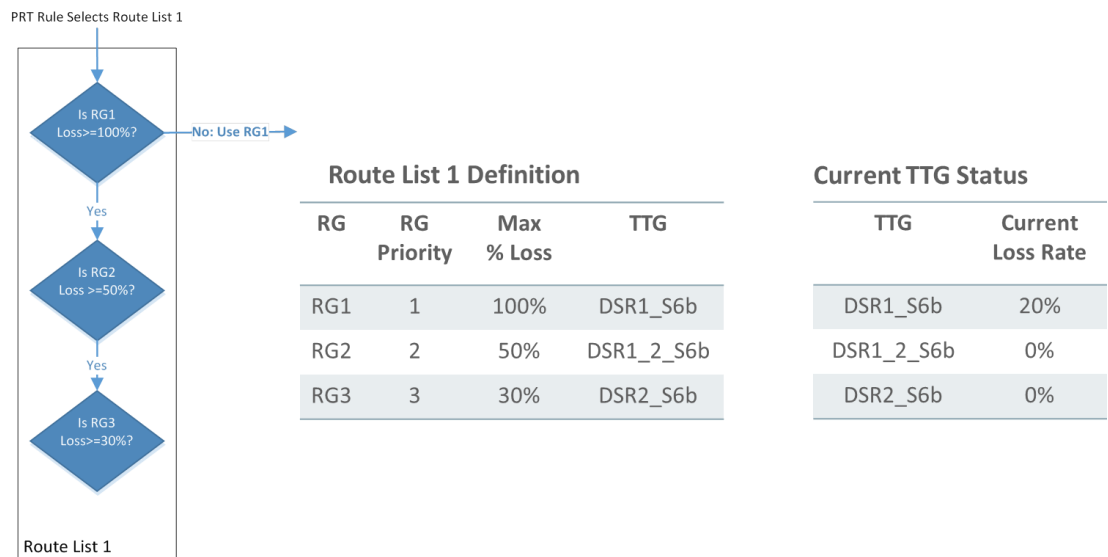 PRT Rule Selects Route List 1
Is RG1
Loss>=100%?
No: Use RG1
Yes
Is RG2
Loss >=50%?
Yes
Is RG3
Loss>=30%?
Route List 1
Route List 1 Definition
RG RG Priority Max % Loss TTG
RG1 1 100% DSR1_S6b
RG2 2 50% DSR1_2_S6b
RG3 3 30% DSR2_S6b
Current TTG Status
TTG Current Loss Rate
DSR1_S6b 20%
DSR1_2_S6b 0%
DSR2_S6b 0%